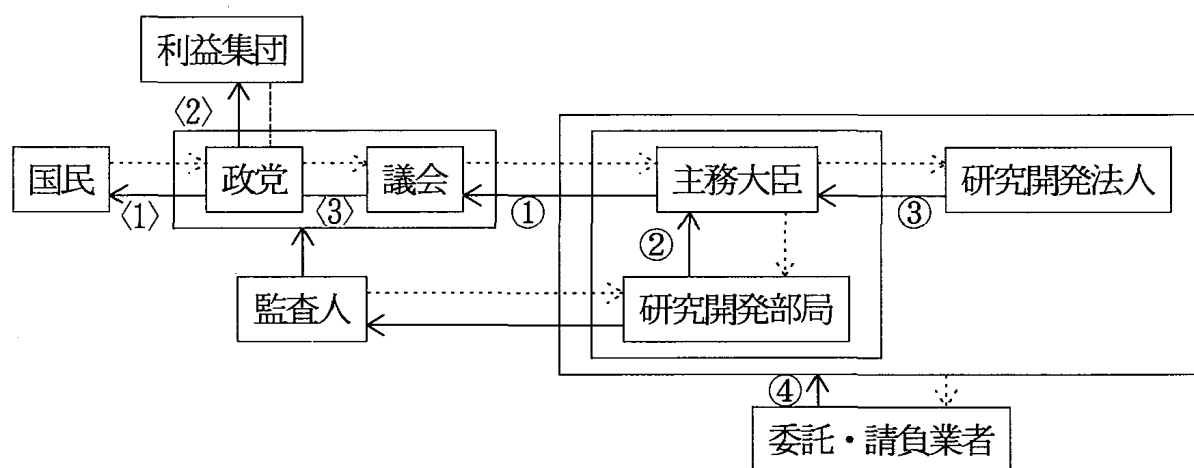 利益集団
〈2〉
国民
政党
議会
主務大臣
研究開発法人
〈1〉
〈3〉
①
③
②
監査人
研究開発部局
④
委託・請負業者